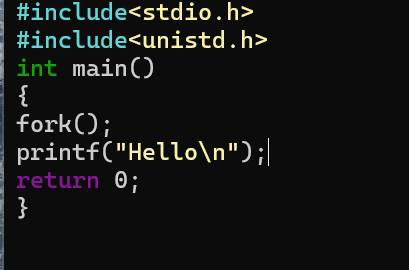 #include<stdio.h>
#include<unistd.h>
int main()
{
fork();
printf("Hello\n");
return 0;
}